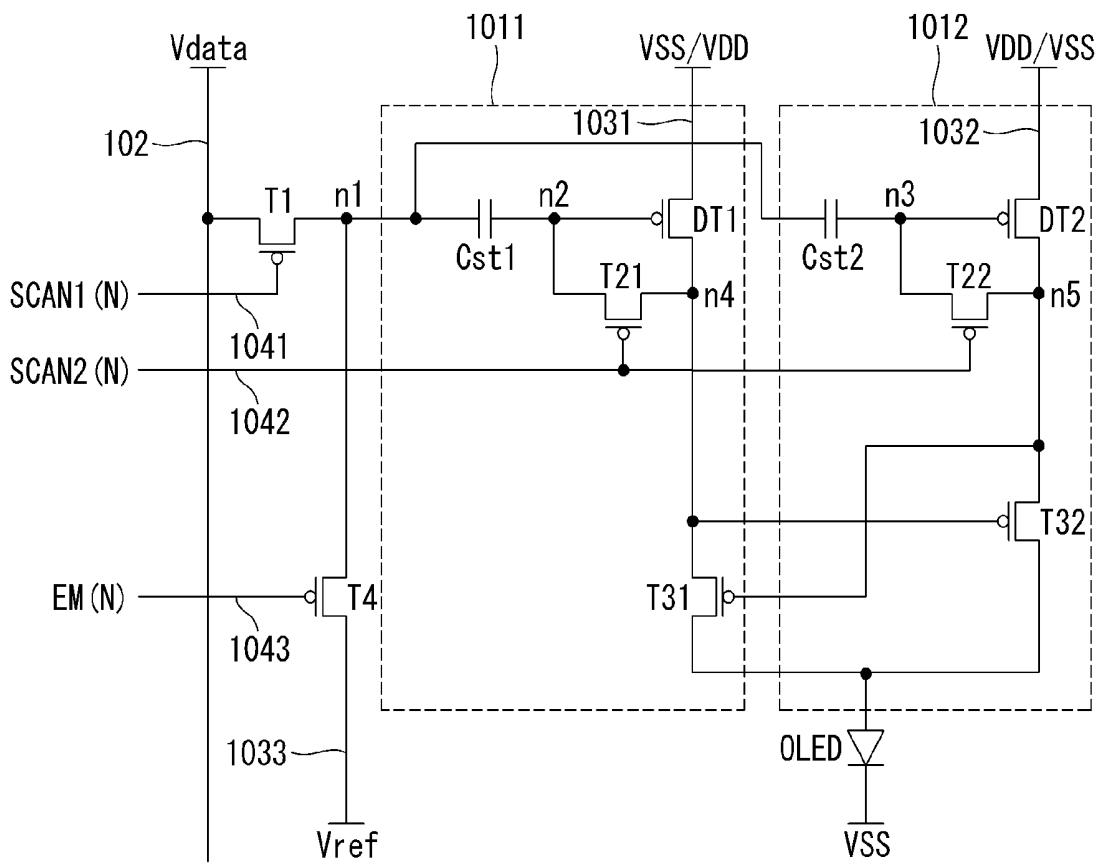 1011
1012
Vdata
VSS/VDD
VDD/VSS
102
1031
1032
T1
n1
n2
n3
DT1
DT2
Cst1
Cst2
T21
T22
n4
n5
SCAN1(N)
1041
SCAN2(N)
1042
T32
EM(N)
T4
T31
1043
1033
OLED
Vref
VSS